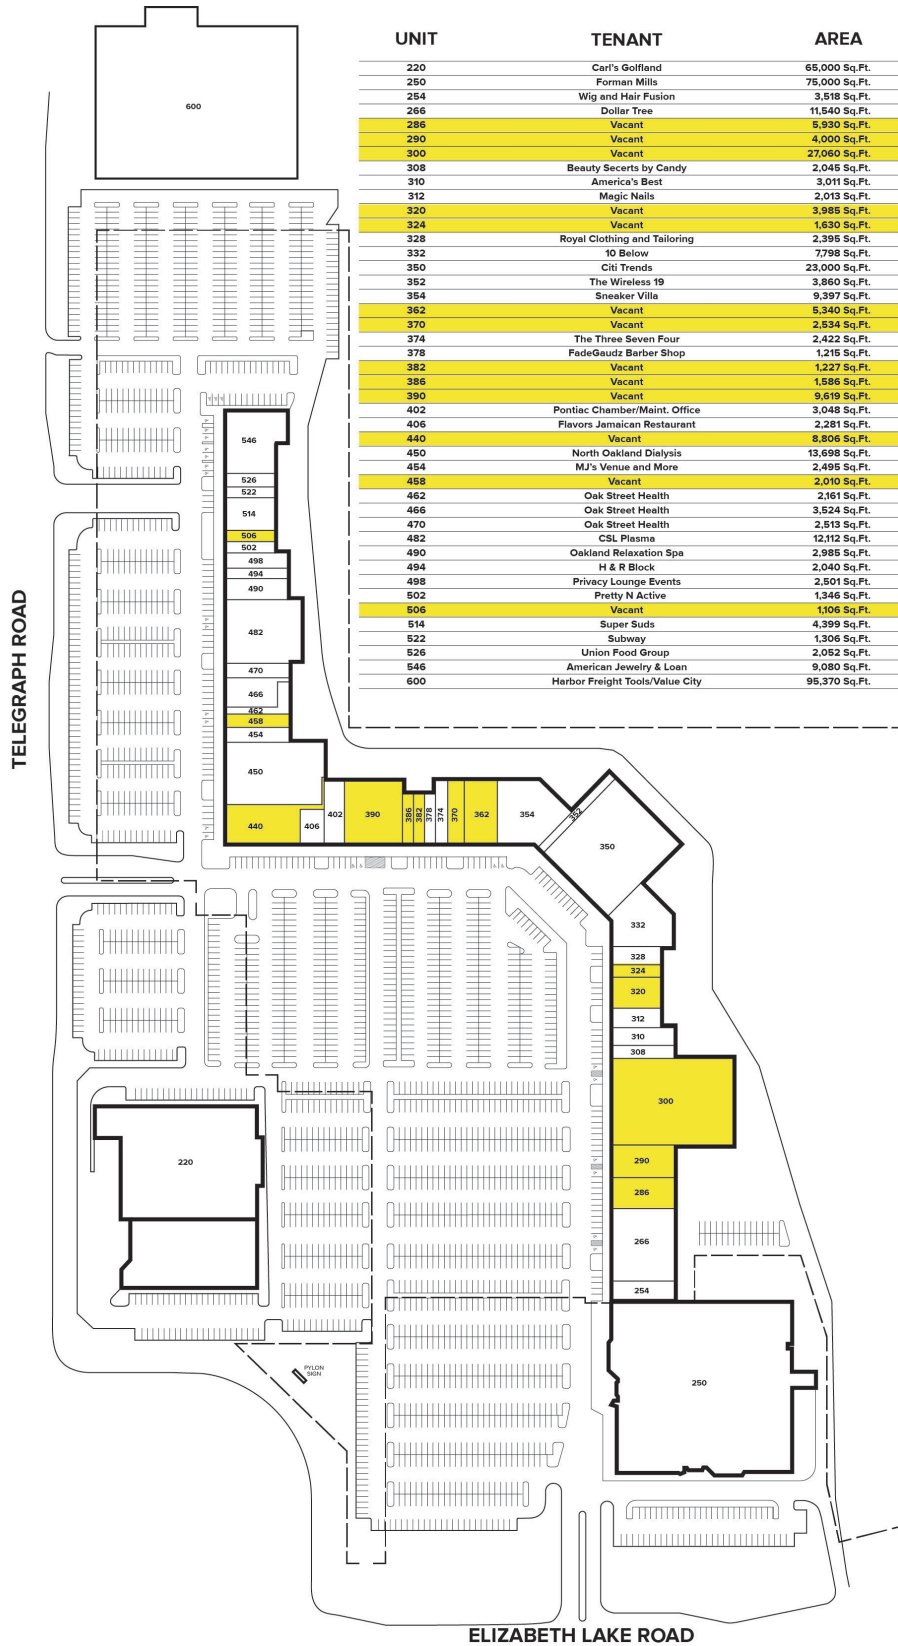 UNIT TENANT AREA
220 Carl's Golfland 65,000 Sq.Ft.
250 Forman Mills 75,000 Sq.Ft.
254 Wig and Hair Fusion 3,518 Sq.Ft.
266 Dollar Tree 11,540 Sq.Ft.
286 Vacant 5,930 Sq.Ft.
290 Vacant 4,000 Sq.Ft.
300 Vacant 27,060 Sq.Ft.
308 Beauty Secerts by Candy 2,045 Sq.Ft.
310 America's Best 3,011 Sq.Ft.
312 Magic Nails 2,013 Sq.Ft.
320 Vacant 3,985 Sq.Ft.
324 Vacant 1,630 Sq.Ft.
328 Royal Clothing and Tailoring 2,395 Sq.Ft.
332 10 Below 7,798 Sq.Ft.
350 Citi Trends 23,000 Sq.Ft.
352 The Wireless 19 3,860 Sq.Ft.
354 Sneaker Villa 9,397 Sq.Ft.
362 Vacant 5,340 Sq.Ft.
370 Vacant 2,534 Sq.Ft.
374 The Three Seven Four 2,422 Sq.Ft.
378 FadeGaudz Barber Shop 1,215 Sq.Ft.
382 Vacant 1,227 Sq.Ft.
386 Vacant 1,586 Sq.Ft.
390 Vacant 9,619 Sq.Ft.
402 Pontiac Chamber/Maint. Office 3,048 Sq.Ft.
406 Flavors Jamaican Restaurant 2,281 Sq.Ft.
440 Vacant 8,806 Sq.Ft.
450 North Oakland Dialysis 13,698 Sq.Ft.
454 MJ's Venue and More 2,495 Sq.Ft.
458 Vacant 2,010 Sq.Ft.
462 Oak Street Health 2,161 Sq.Ft.
466 Oak Street Health 3,524 Sq.Ft.
470 Oak Street Health 2,513 Sq.Ft.
482 CSL Plasma 12,112 Sq.Ft.
490 Oakland Relaxation Spa 2,985 Sq.Ft.
494 H & R Block 2,040 Sq.Ft.
498 Privacy Lounge Events 2,501 Sq.Ft.
502 Pretty N Active 1,346 Sq.Ft.
506 Vacant 1,106 Sq.Ft.
514 Super Suds 4,399 Sq.Ft.
522 Subway 1,306 Sq.Ft.
526 Union Food Group 2,052 Sq.Ft.
546 American Jewelry & Loan 9,080 Sq.Ft.
600 Harbor Freight Tools/Value City 95,370 Sq.Ft.
600
546
526
522
514
506
502
498
494
490
482
470
466
462
458
454
450
440
406
402
390
386
382
378
374
370
362
354
352
350
332
328
324
320
312
310
308
300
290
286
266
254
250
220
PYLON
SIGN
TELEGRAPH ROAD
ELIZABETH LAKE ROAD